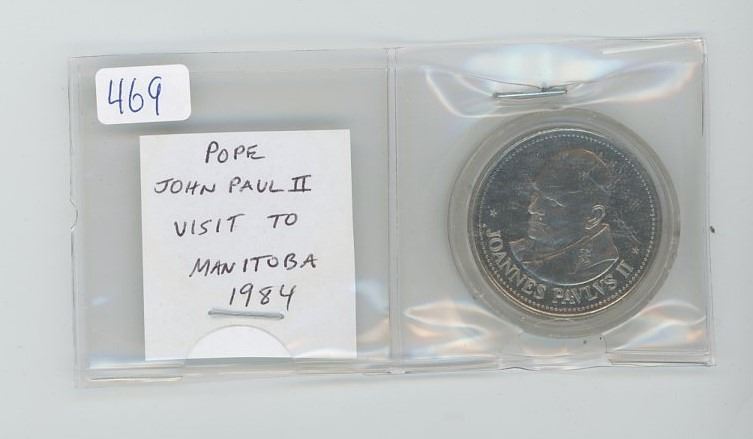 469
POPE
JOHN PAUL II
VISIT TO
MANITOBA
1984
JOANNES PAVLVS II